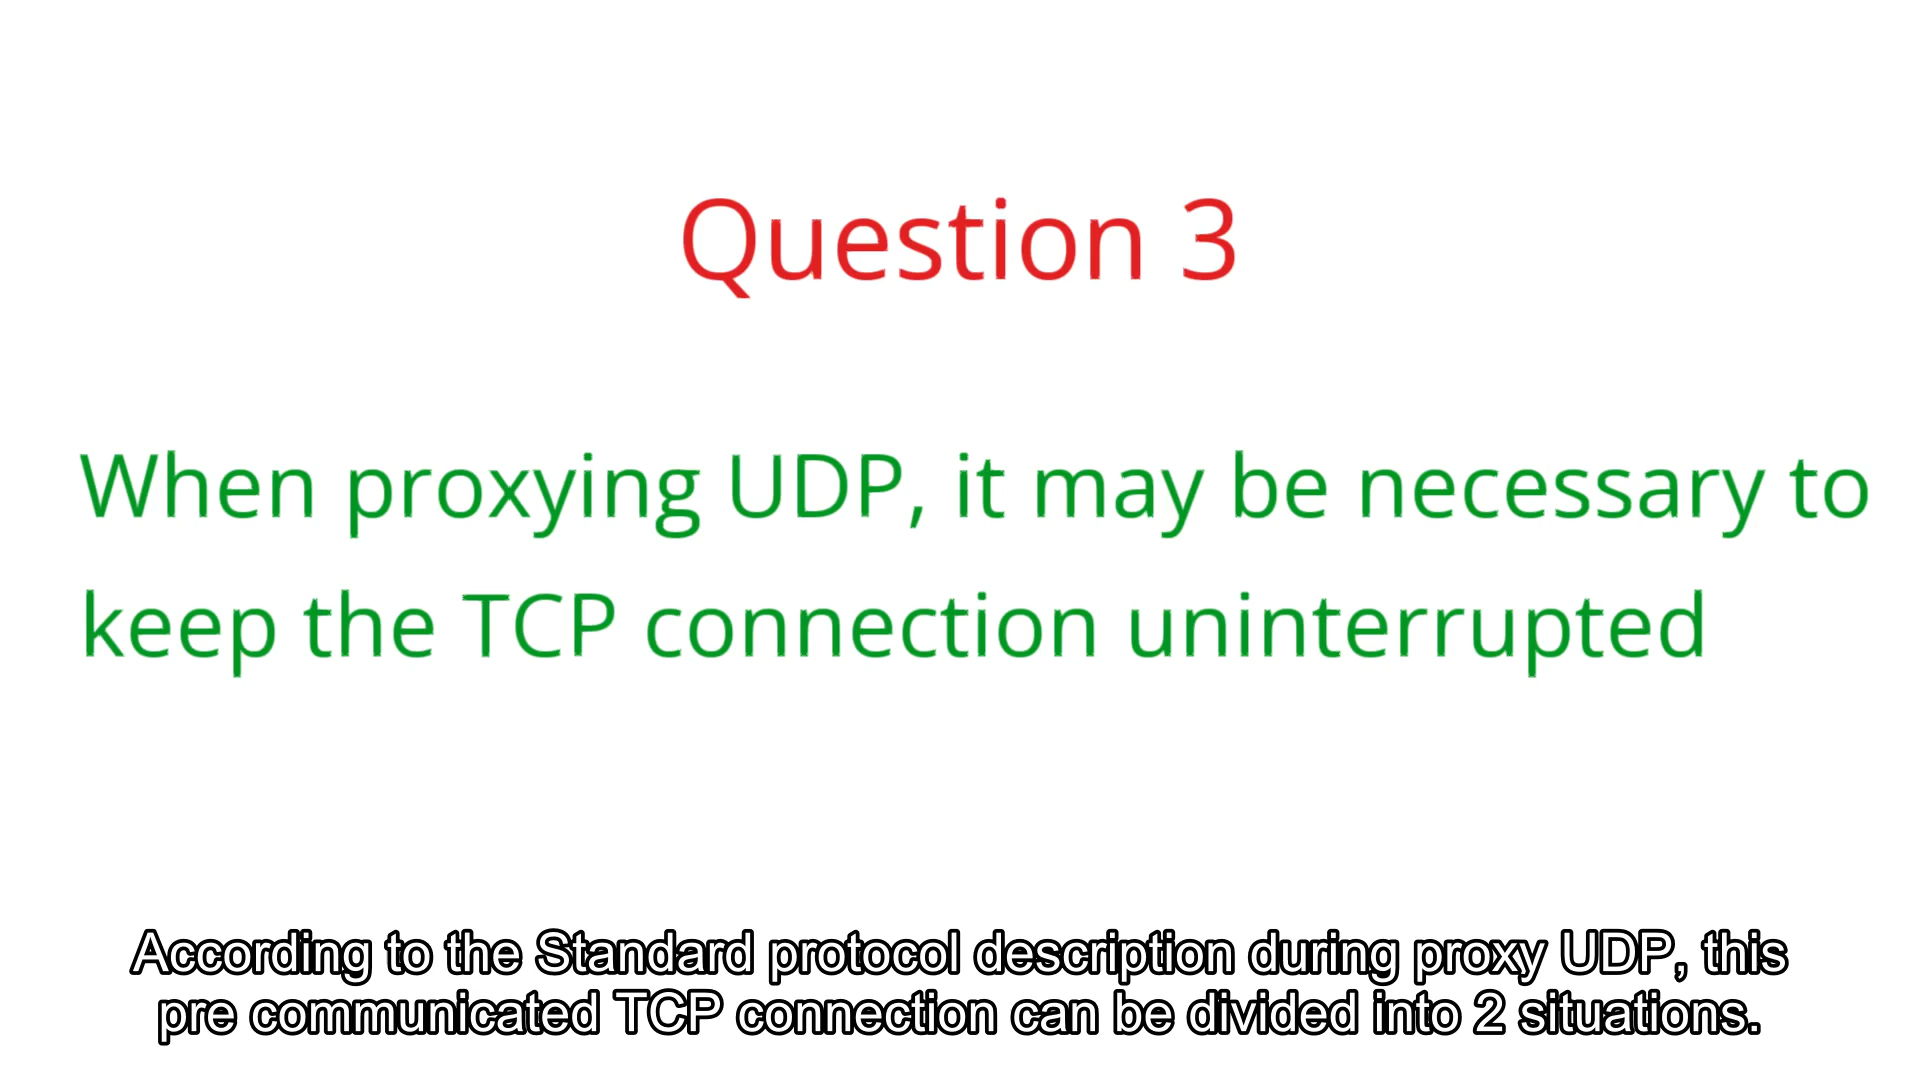 Question 3
When proxying UDP, it may be necessary to
keep the TCP connection uninterrupted
According to the Standard protocol description during proxy UDP, this
pre communicated TCP connection can be divided into 2 situations.